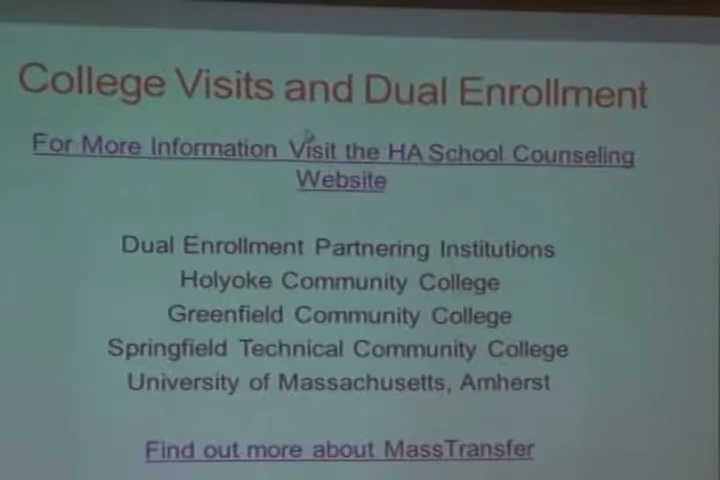 College Visits and Dual Enrollment
For More Information Visit the HA School Counseling
Website
Dual Enrollment Partnering Institutions
Holyoke Community College
Greenfield Community College
Springfield Technical Community College
University of Massachusetts, Amherst
Find out more about MassTransfer